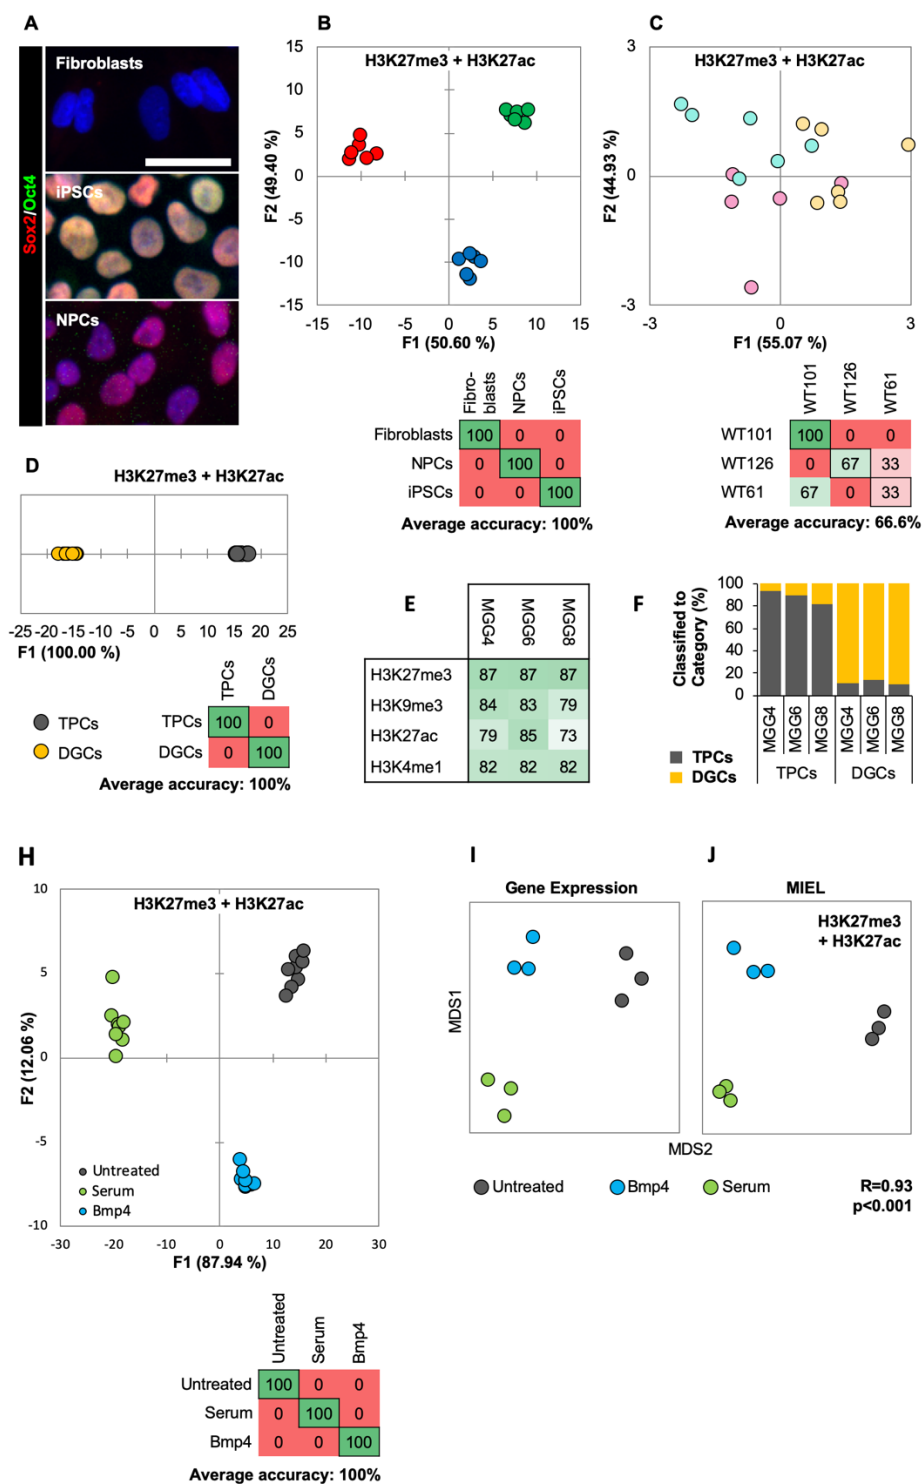 A
Sox2/Oct4
Fibroblasts
iPSCs
NPCs
B
H3K27me3 + H3K27ac
15
10
5
0
-5
-10
-15
F2 (49.40 %)
-15 -10 -5 0 5 10 15
F1 (50.60 %)
Fibro-
blasts
NPCs
iPSCs
Fibroblasts 100 0 0
NPCs 0 100 0
iPSCs 0 0 100
Average accuracy: 100%
C
H3K27me3 + H3K27ac
3
0
-3
F2 (44.93 %)
-3 0 3
F1 (55.07 %)
WT101
WT126
WT61
WT101 100 0 0
WT126 0 67 33
WT61 67 0 33
Average accuracy: 66.6%
D
H3K27me3 + H3K27ac
-25 -20 -15 -10 -5 0 5 10 15 20 25
F1 (100.00 %)
TPCs
DGCs
TPCs
DGCs
TPCs 100 0
DGCs 0 100
Average accuracy: 100%
E
MGG4
MGG6
MGG8
H3K27me3 87 87 87
H3K9me3 84 83 79
H3K27ac 79 85 73
H3K4me1 82 82 82
F
Classified to
Category (%)
100
80
60
40
20
0
MGG4
MGG6
MGG8
MGG4
MGG6
MGG8
TPCs DGCs
TPCs
DGCs
H
H3K27me3 + H3K27ac
10
5
0
-5
-10
F2 (12.06 %)
Untreated
Serum
Bmp4
-30 -20 -10 0 10 20 30
F1 (87.94 %)
Untreated
Serum
Bmp4
Untreated 100 0 0
Serum 0 100 0
Bmp4 0 0 100
Average accuracy: 100%
I
Gene Expression
MDS1
J
MIEL
H3K27me3
+ H3K27ac
MDS2
Untreated Bmp4 Serum
R=0.93
p<0.001